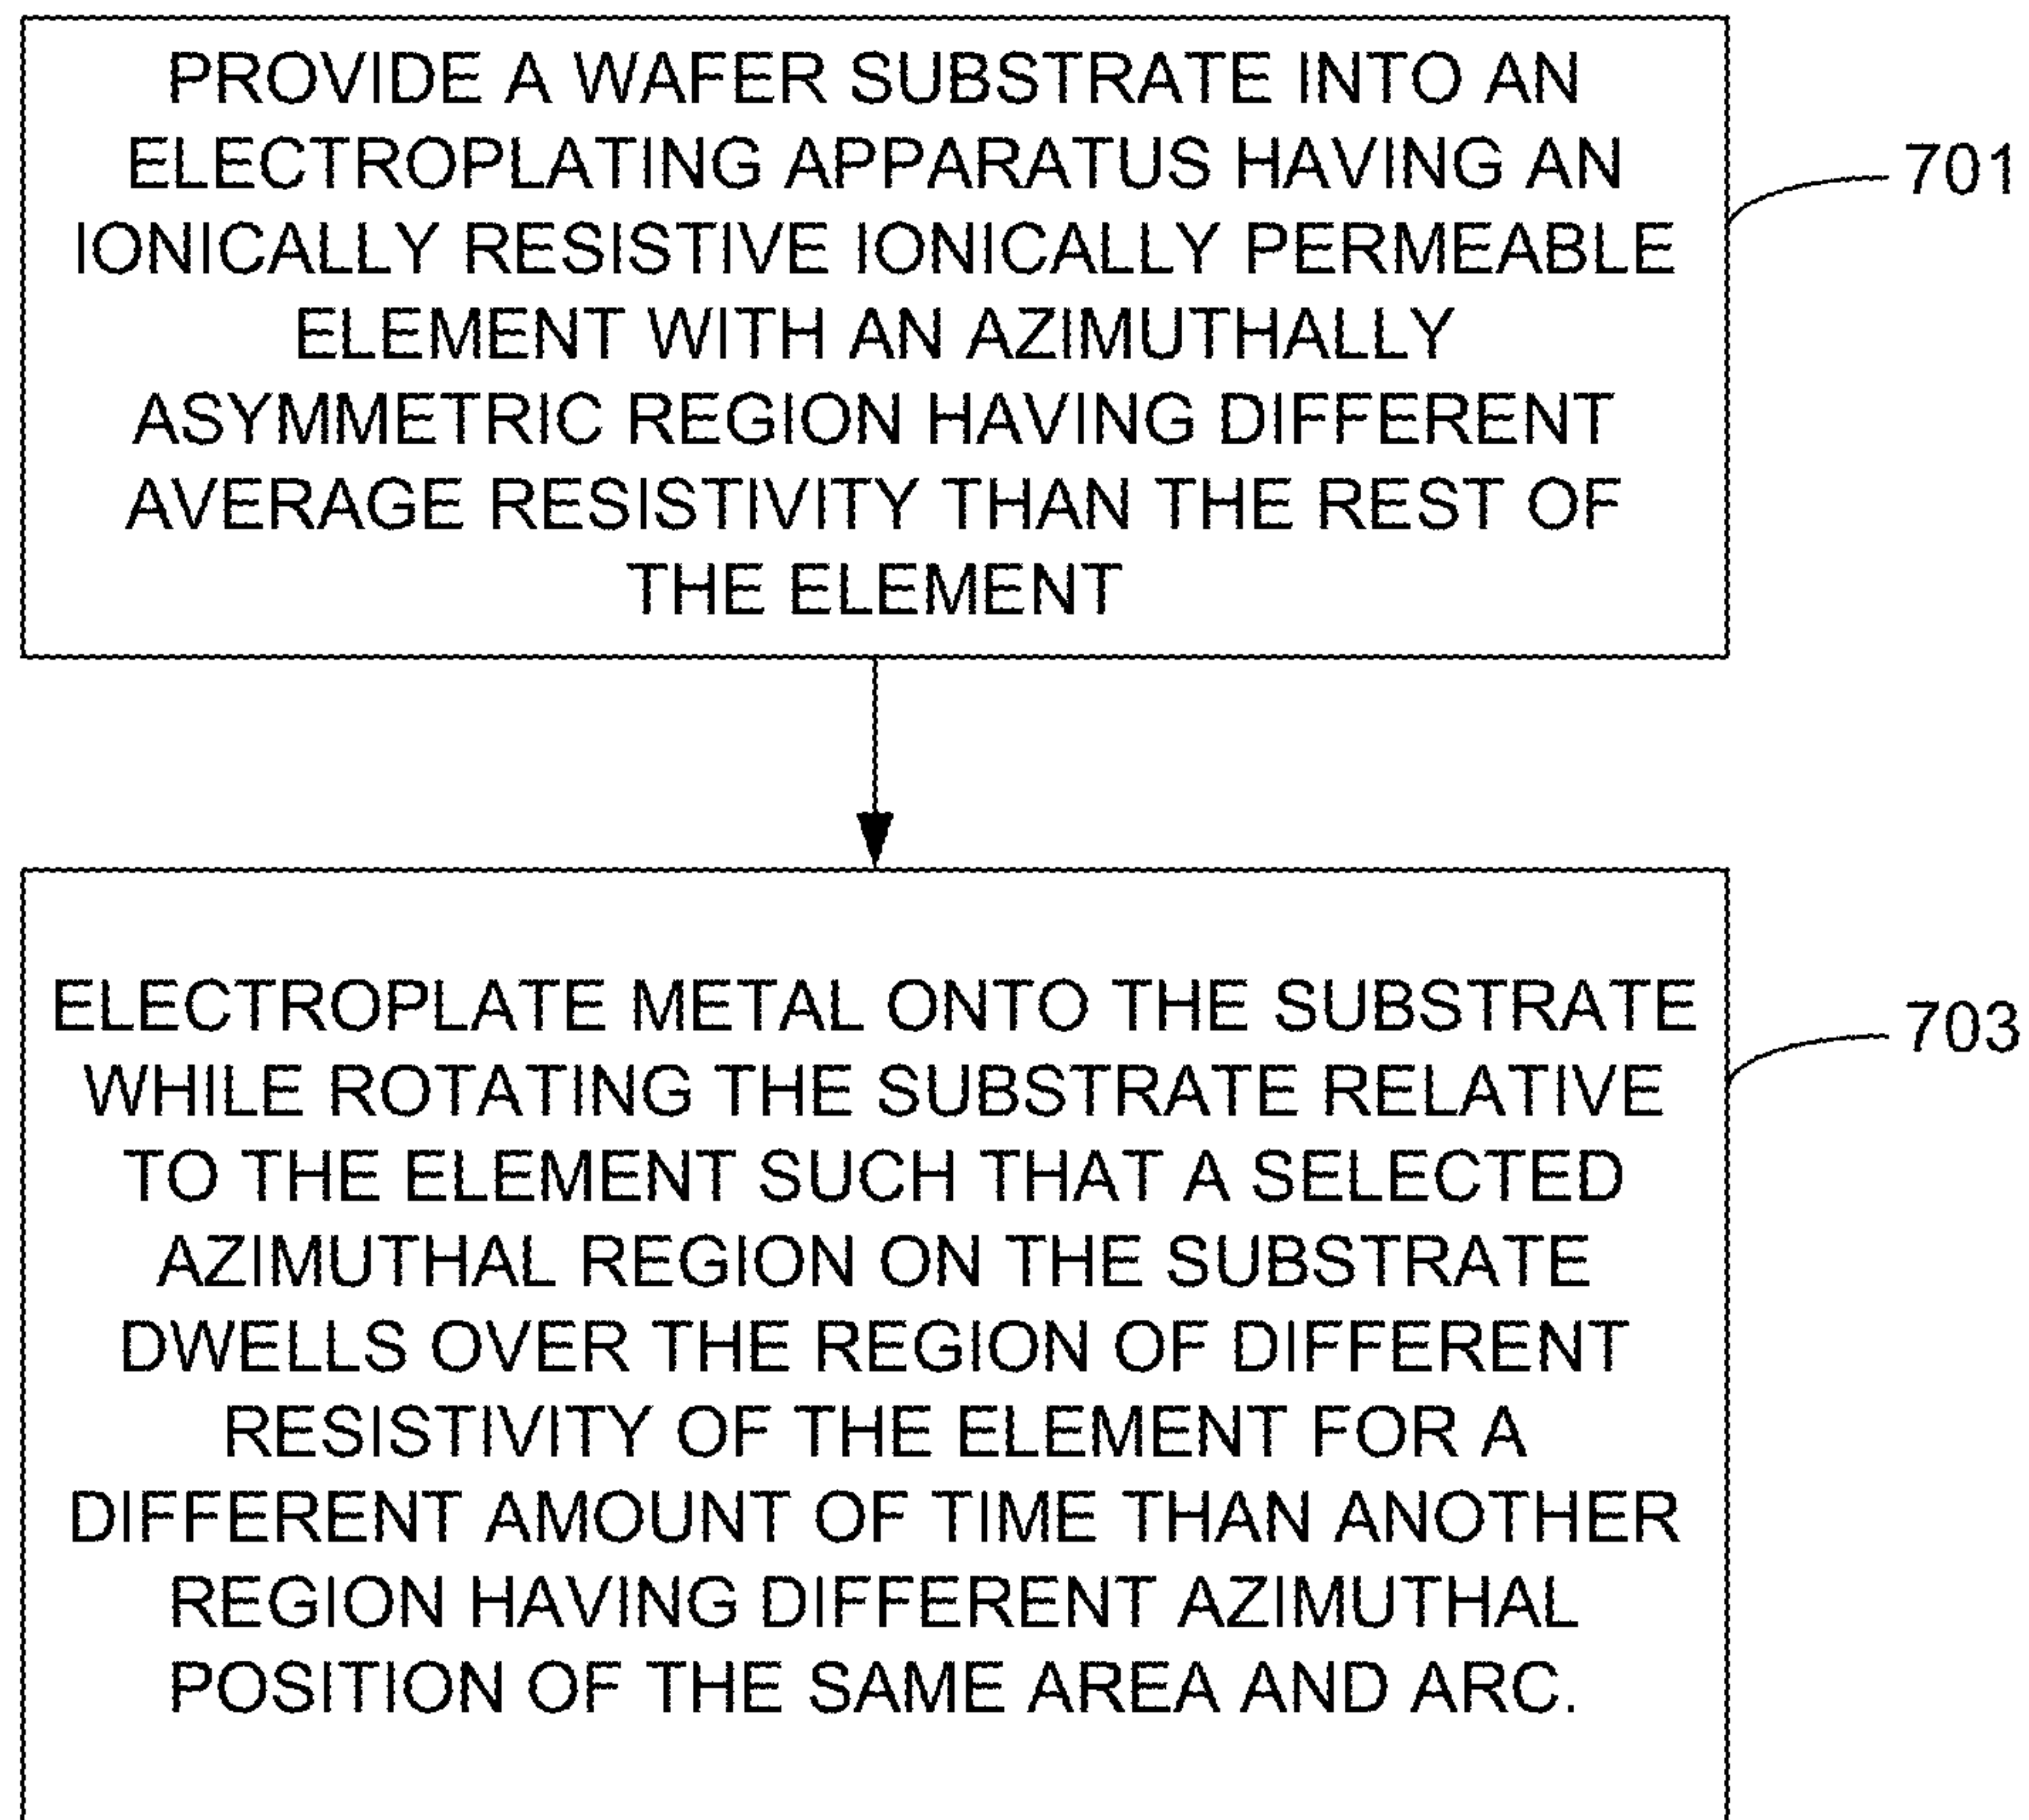 PROVIDE A WAFER SUBSTRATE INTO AN
ELECTROPLATING APPARATUS HAVING AN
IONICALLY RESISTIVE IONICALLY PERMEABLE
ELEMENT WITH AN AZIMUTHALLY
ASYMMETRIC REGION HAVING DIFFERENT
AVERAGE RESISTIVITY THAN THE REST OF
THE ELEMENT
701
ELECTROPLATE METAL ONTO THE SUBSTRATE
WHILE ROTATING THE SUBSTRATE RELATIVE
TO THE ELEMENT SUCH THAT A SELECTED
AZIMUTHAL REGION ON THE SUBSTRATE
DWELLS OVER THE REGION OF DIFFERENT
RESISTIVITY OF THE ELEMENT FOR A
DIFFERENT AMOUNT OF TIME THAN ANOTHER
REGION HAVING DIFFERENT AZIMUTHAL
POSITION OF THE SAME AREA AND ARC.
703